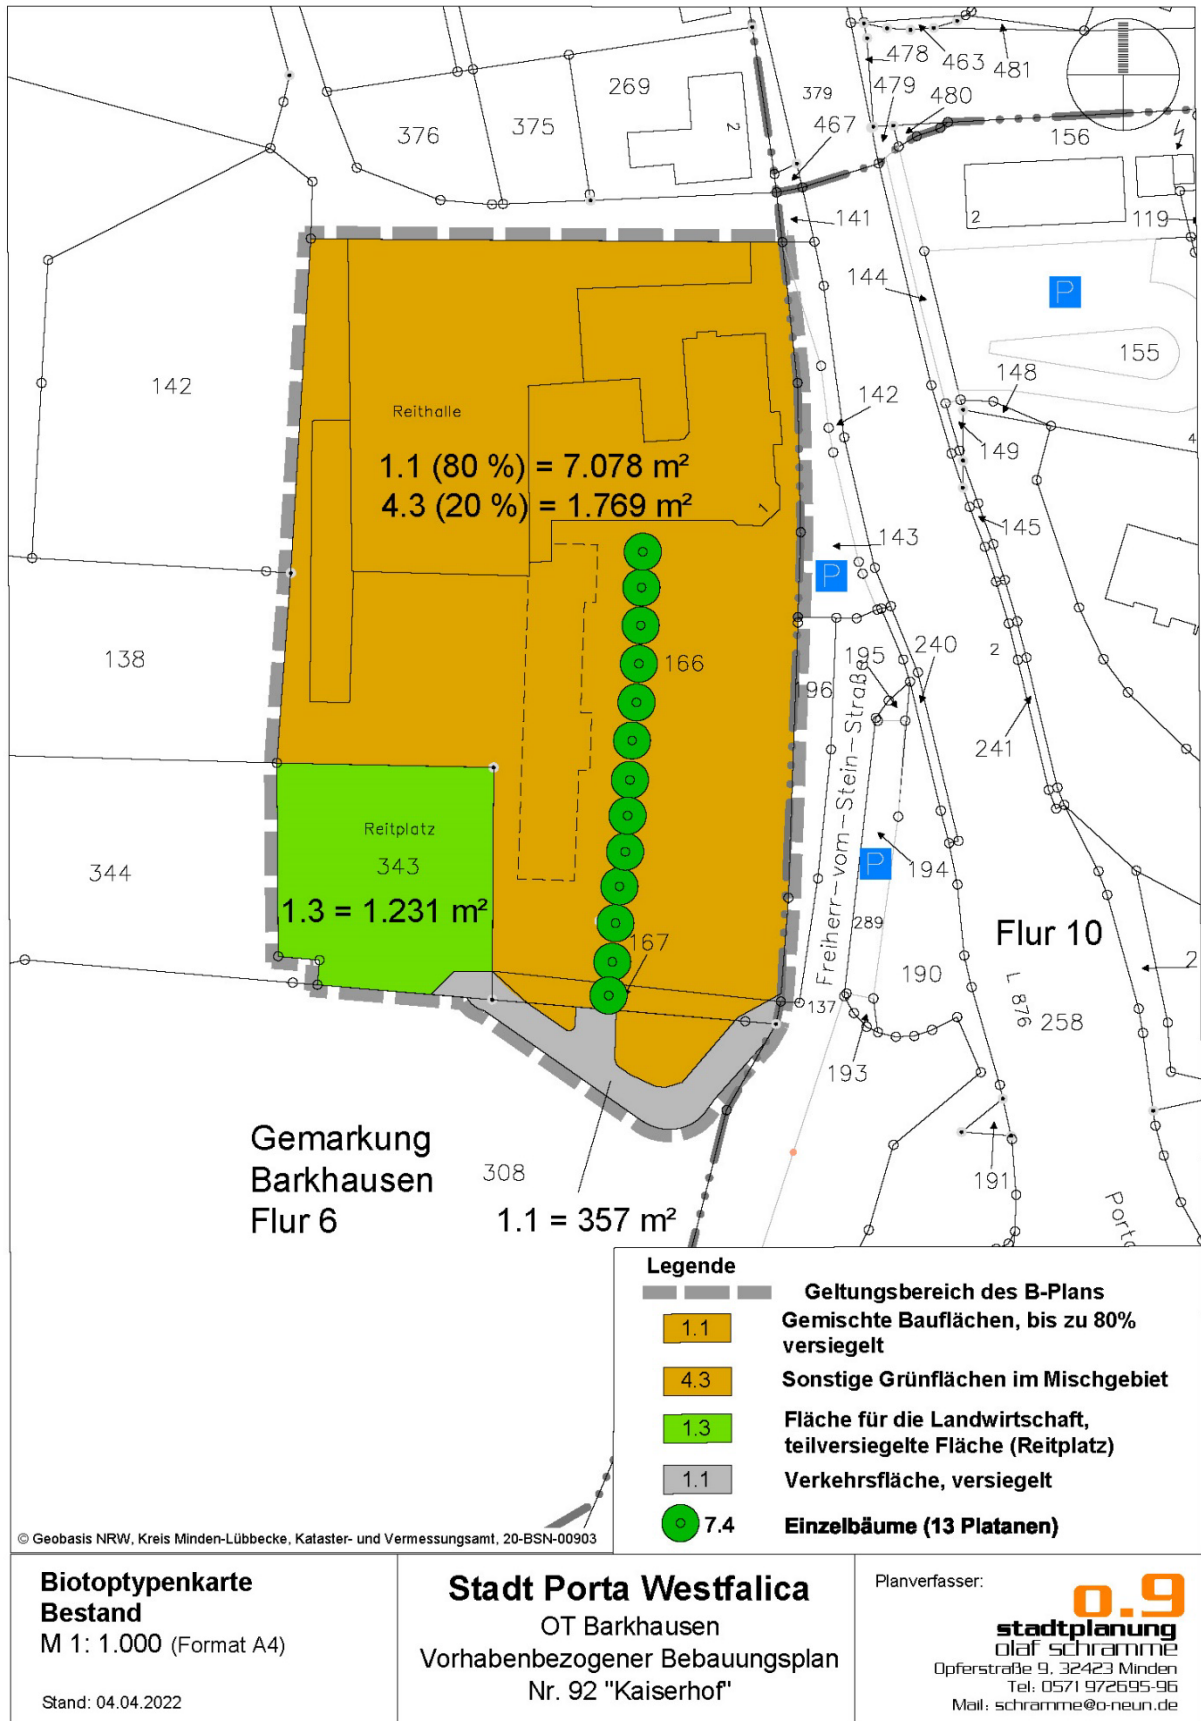 478
463
481
269
379
479
480
376
375
2
467
156
141
2
119
144
P
155
142
148
Reithalle
142
4
149
1.1 (80 %) = 7.078 m²
4.3 (20 %) = 1.769 m²
1
145
143
P
240
138
166
195
2
196
Freiherr-vom-Stein-Straße
241
Reitplatz
343
344
P
194
1.3 = 1.231 m²
289
Flur 10
167
190
2
L 876
137
258
193
Gemarkung
Barkhausen
Flur 6
308
191
1.1 = 357 m²
Porta
Legende
Geltungsbereich des B-Plans
1.1
Gemischte Bauflächen, bis zu 80%
versiegelt
4.3
Sonstige Grünflächen im Mischgebiet
1.3
Fläche für die Landwirtschaft,
teilversiegelte Fläche (Reitplatz)
1.1
Verkehrsfläche, versiegelt
7.4
Einzelbäume (13 Platanen)
© Geobasis NRW, Kreis Minden-Lübbecke, Kataster- und Vermessungsamt, 20-BSN-00903
Biotoptypenkarte
Bestand
M 1: 1.000 (Format A4)
Stand: 04.04.2022
Stadt Porta Westfalica
OT Barkhausen
Vorhabenbezogener Bebauungsplan
Nr. 92 "Kaiserhof"
Planverfasser:
o.9
stadtplanung
olaf schramme
Opferstraße 9, 32423 Minden
Tel: 0571 972695-96
Mail: schramme@o-neun.de